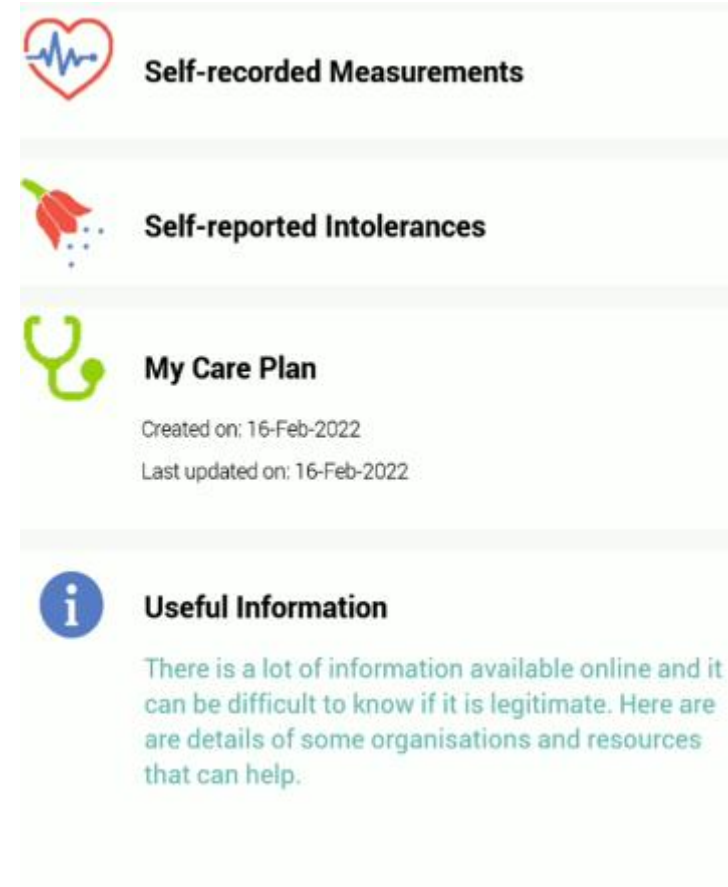 Self-recorded Measurements
Self-reported Intolerances
My Care Plan
Created on: 16-Feb-2022
Last updated on: 16-Feb-2022
i
Useful Information
There is a lot of information available online and it
can be difficult to know if it is legitimate. Here are
are details of some organisations and resources
that can help.